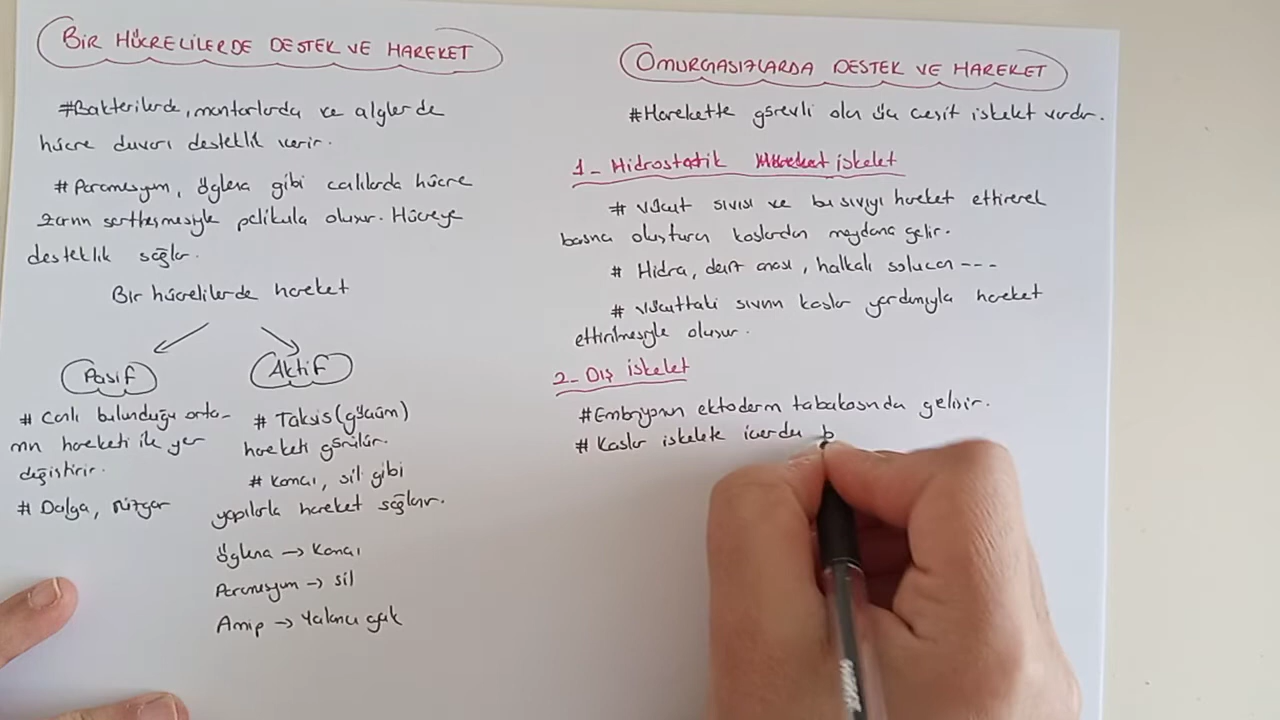 BİR HÜCRELİLERDE DESTEK VE HAREKET
#Bakterilerde, mantarlarda ve alglerde
hücre duvarı desteklik verir.
# Paramesyum, Öglena gibi canlılarda hücre
zarının sertleşmesiyle pelikula oluşur. Hücreye
desteklik sağlar.
Bir hücrelilerde hareket
Pasif
# Canlı bulunduğu orta-
mın hareketi ile yer
değiştirir.
# Dalga, rüzgar
Aktif
# Taksis (göçüm)
hareketi görülür.
# Kamçı, sil gibi
yapılarla hareket sağlanır.
Öglena → Kamçı
Paramesyum → sil
Amip → Yalancı ayak
OMURGASIZLARDA DESTEK VE HAREKET
#Harekette görevli olan üç çeşit iskelet vardır.
1- Hidrostatik iskelet
# Vücut sıvısı ve bu sıvıyı hareket ettirerek
basınç oluşturan kaslardan meydana gelir.
# Hidra, deniz anası, halkalı solucan ---
# Vücuttaki sıvının kaslar yardımıyla hareket
ettirilmesiyle oluşur.
2- Dış iskelet
#Embriyonun ektoderm tabakasından gelişir.
# Kaslar iskelete içerden b